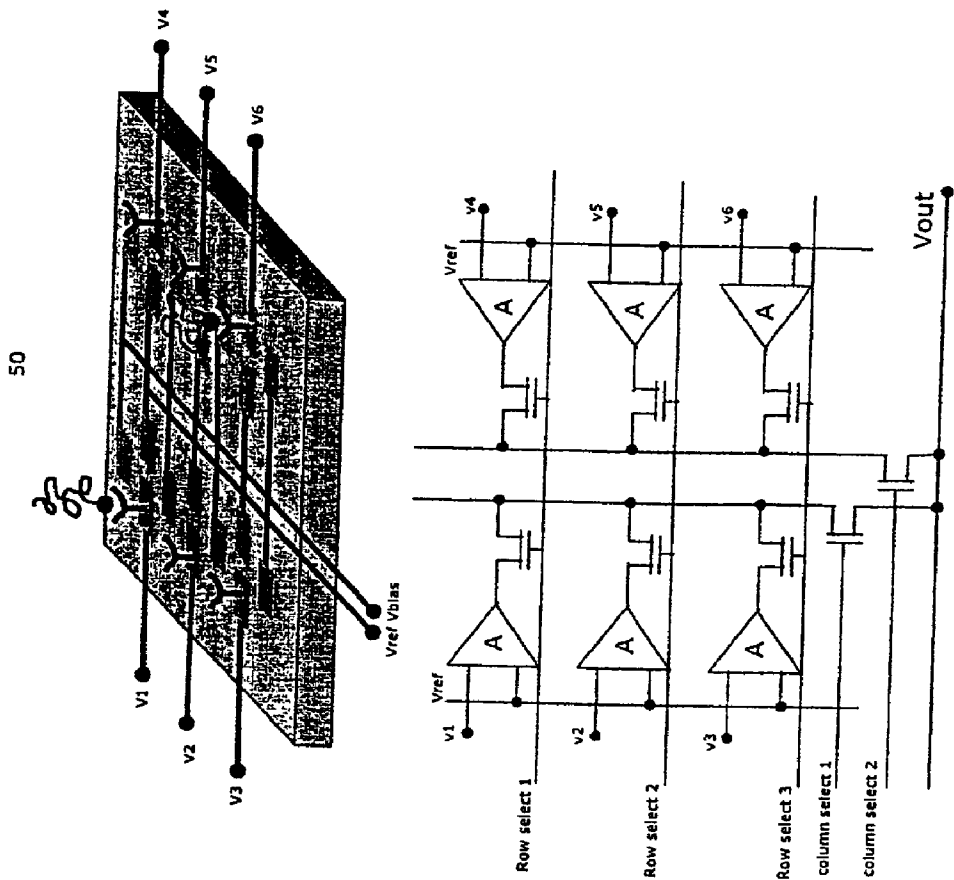 50
V4
V5
V6
V1
V2
V3
Vref Vbias
Vref
v1
A
A
v4
Vref
Row select 1
v2
A
A
v5
Row select 2
v3
A
A
v6
Row select 3
column select 1
column select 2
Vout